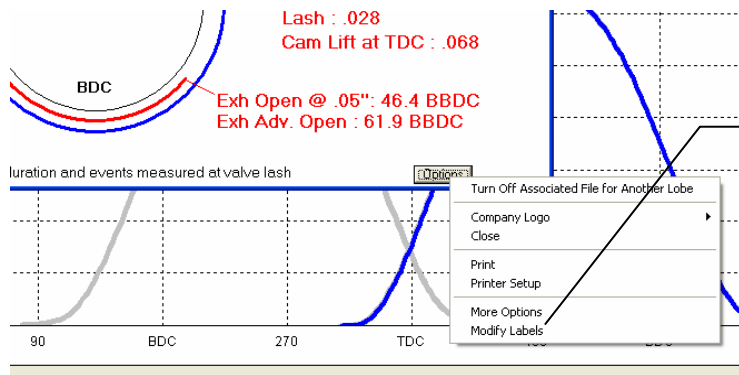 Lash : .028
Cam Lift at TDC : .068
BDC
Exh Open @ .05": 46.4 BBDC
Exh Adv. Open : 61.9 BBDC
duration and events measured at valve lash
Options
Turn Off Associated File for Another Lobe
Company Logo
Close
Print
Printer Setup
More Options
Modify Labels
90 BDC 270 TDC